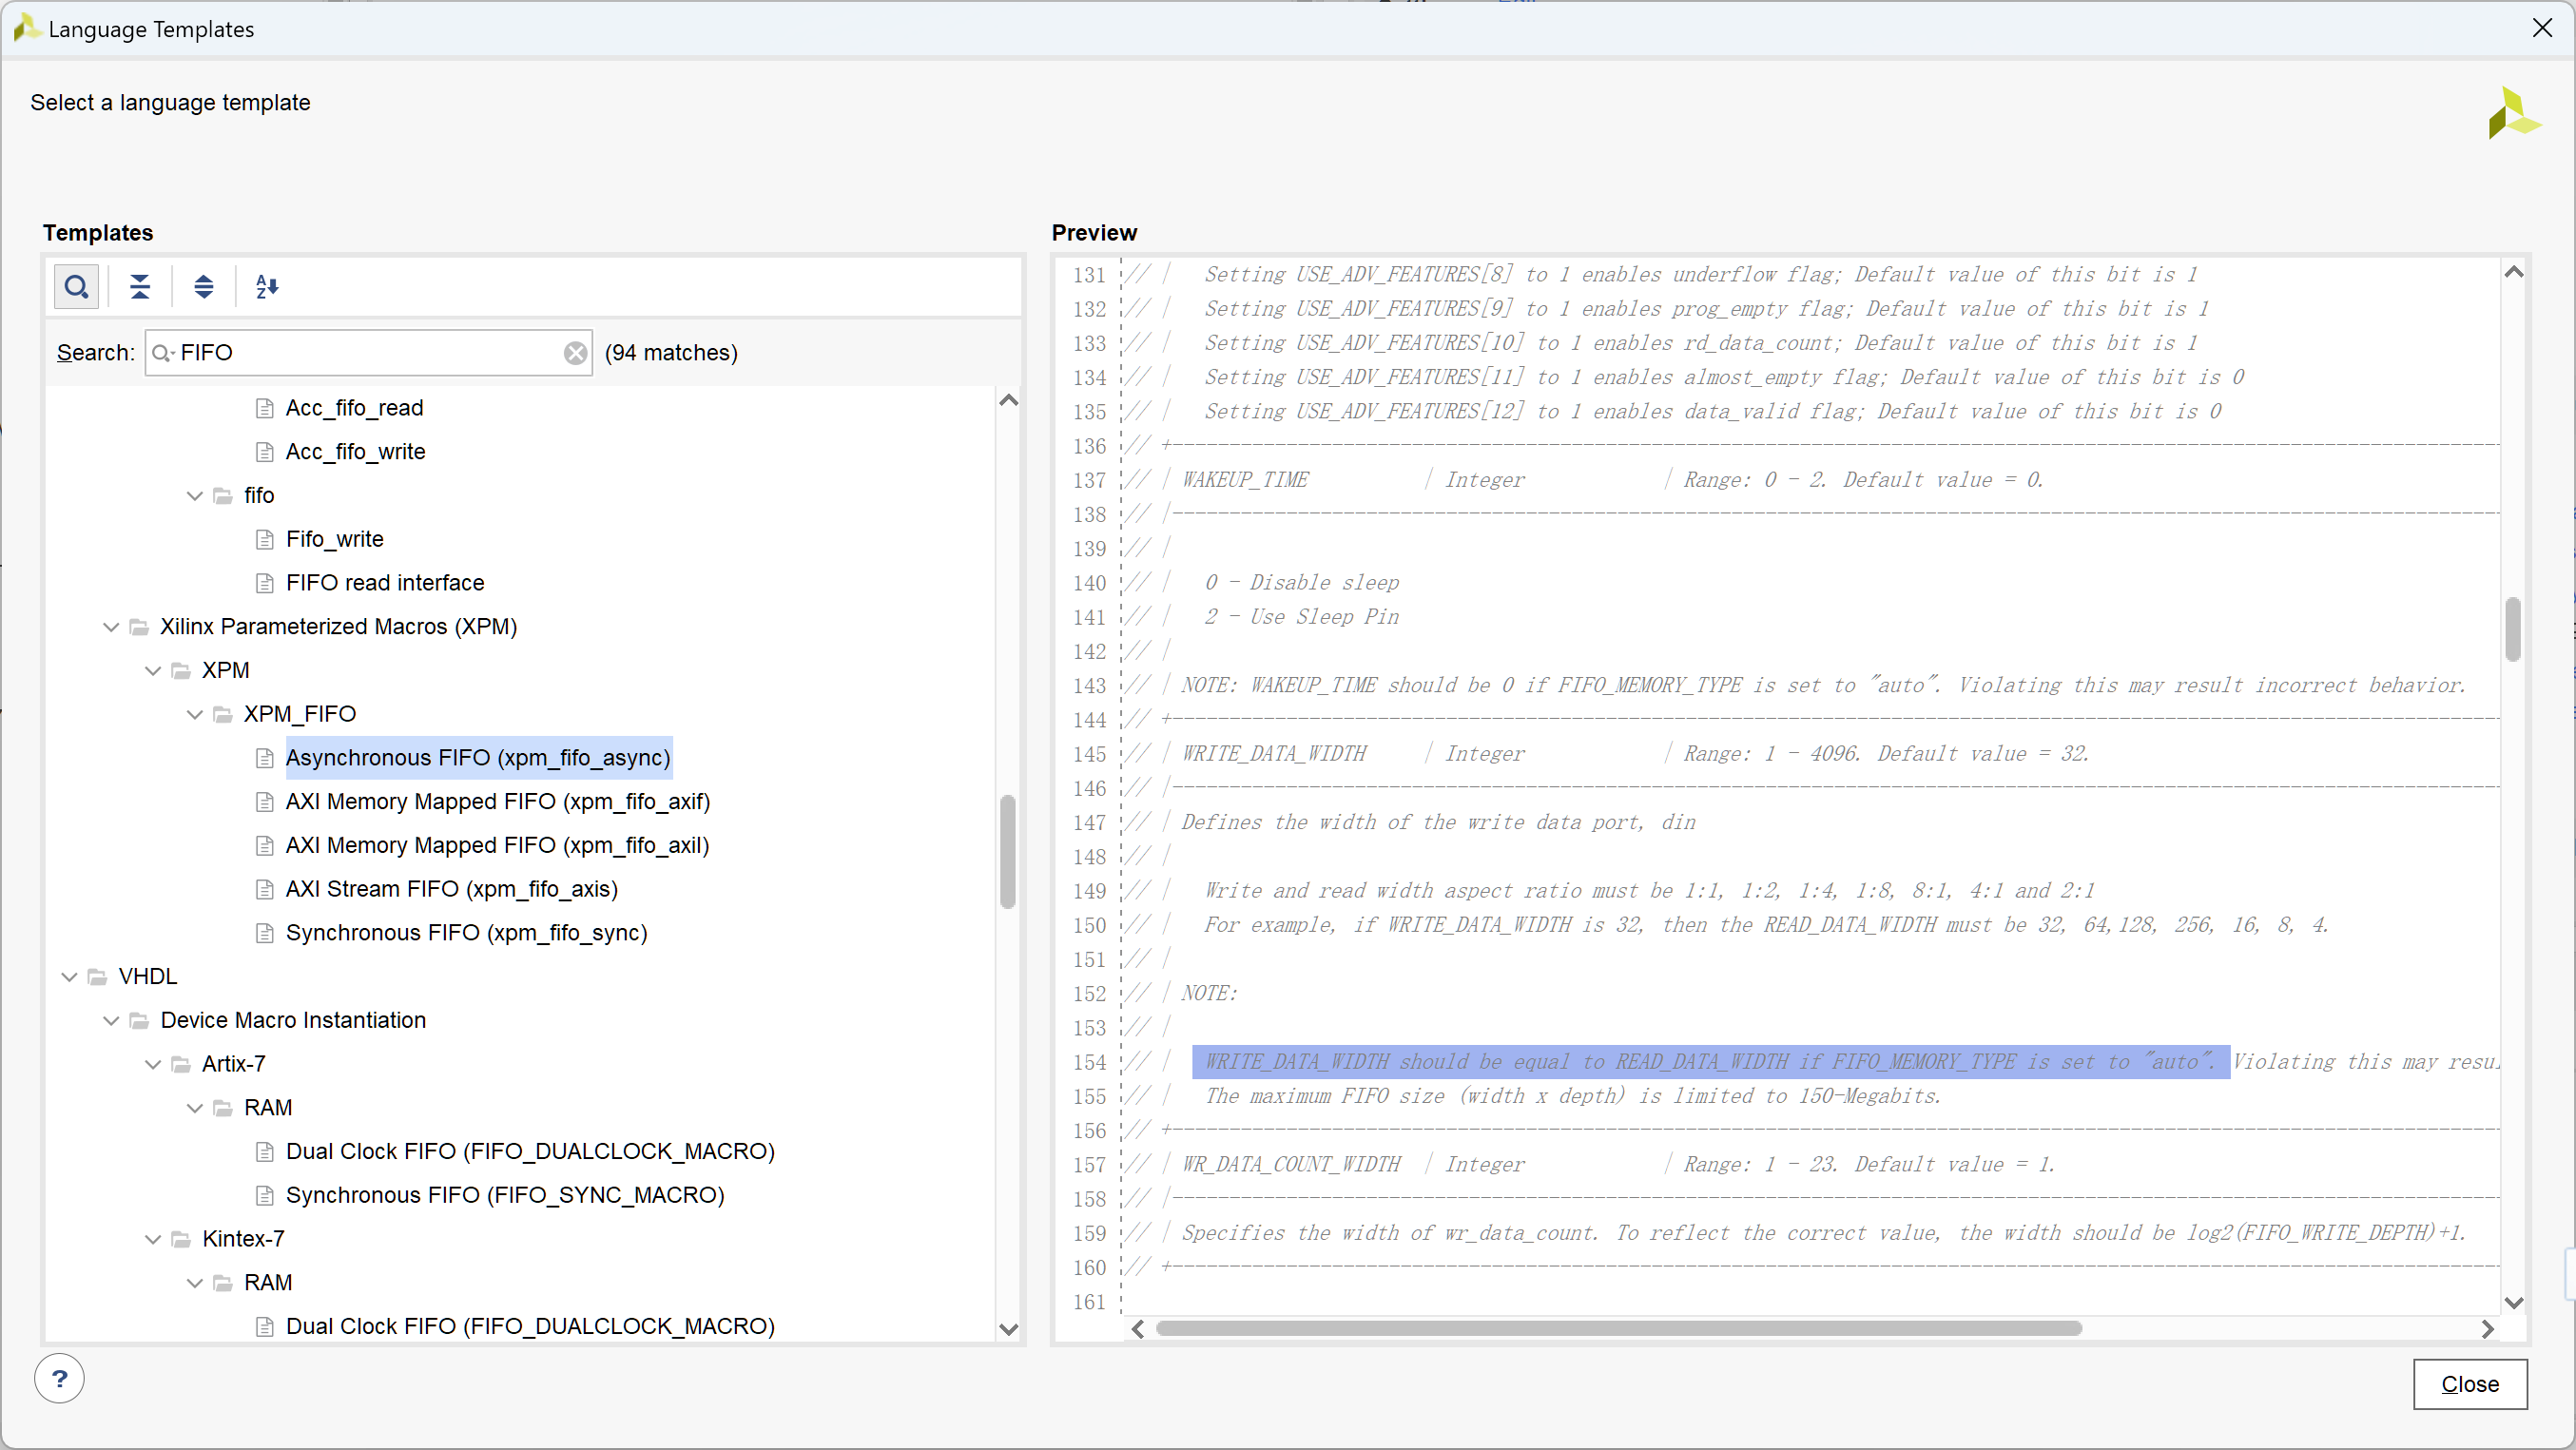 Language Templates
Select a language template
Templates
Search: FIFO (94 matches)
Acc_fifo_read
Acc_fifo_write
fifo
Fifo_write
FIFO read interface
Xilinx Parameterized Macros (XPM)
XPM
XPM_FIFO
Asynchronous FIFO (xpm_fifo_async)
AXI Memory Mapped FIFO (xpm_fifo_axif)
AXI Memory Mapped FIFO (xpm_fifo_axil)
AXI Stream FIFO (xpm_fifo_axis)
Synchronous FIFO (xpm_fifo_sync)
VHDL
Device Macro Instantiation
Artix-7
RAM
Dual Clock FIFO (FIFO_DUALCLOCK_MACRO)
Synchronous FIFO (FIFO_SYNC_MACRO)
Kintex-7
RAM
Dual Clock FIFO (FIFO_DUALCLOCK_MACRO)
Preview
131 // | Setting USE_ADV_FEATURES[8] to 1 enables underflow flag; Default value of this bit is 1
132 // | Setting USE_ADV_FEATURES[9] to 1 enables prog_empty flag; Default value of this bit is 1
133 // | Setting USE_ADV_FEATURES[10] to 1 enables rd_data_count; Default value of this bit is 1
134 // | Setting USE_ADV_FEATURES[11] to 1 enables almost_empty flag; Default value of this bit is 0
135 // | Setting USE_ADV_FEATURES[12] to 1 enables data_valid flag; Default value of this bit is 0
136 // +---------------------------------------------------------------------
137 // | WAKEUP_TIME | Integer | Range: 0 - 2. Default value = 0.
138 // |---------------------------------------------------------------------
139 // |
140 // | 0 - Disable sleep
141 // | 2 - Use Sleep Pin
142 // |
143 // | NOTE: WAKEUP_TIME should be 0 if FIFO_MEMORY_TYPE is set to "auto". Violating this may result incorrect behavior.
144 // +---------------------------------------------------------------------
145 // | WRITE_DATA_WIDTH | Integer | Range: 1 - 4096. Default value = 32.
146 // |---------------------------------------------------------------------
147 // | Defines the width of the write data port, din
148 // |
149 // | Write and read width aspect ratio must be 1:1, 1:2, 1:4, 1:8, 8:1, 4:1 and 2:1
150 // | For example, if WRITE_DATA_WIDTH is 32, then the READ_DATA_WIDTH must be 32, 64,128, 256, 16, 8, 4.
151 // |
152 // | NOTE:
153 // |
154 // | WRITE_DATA_WIDTH should be equal to READ_DATA_WIDTH if FIFO_MEMORY_TYPE is set to "auto". Violating this may resul
155 // | The maximum FIFO size (width x depth) is limited to 150-Megabits.
156 // +---------------------------------------------------------------------
157 // | WR_DATA_COUNT_WIDTH | Integer | Range: 1 - 23. Default value = 1.
158 // |---------------------------------------------------------------------
159 // | Specifies the width of wr_data_count. To reflect the correct value, the width should be log2(FIFO_WRITE_DEPTH)+1.
160 // +---------------------------------------------------------------------
161
?
Close